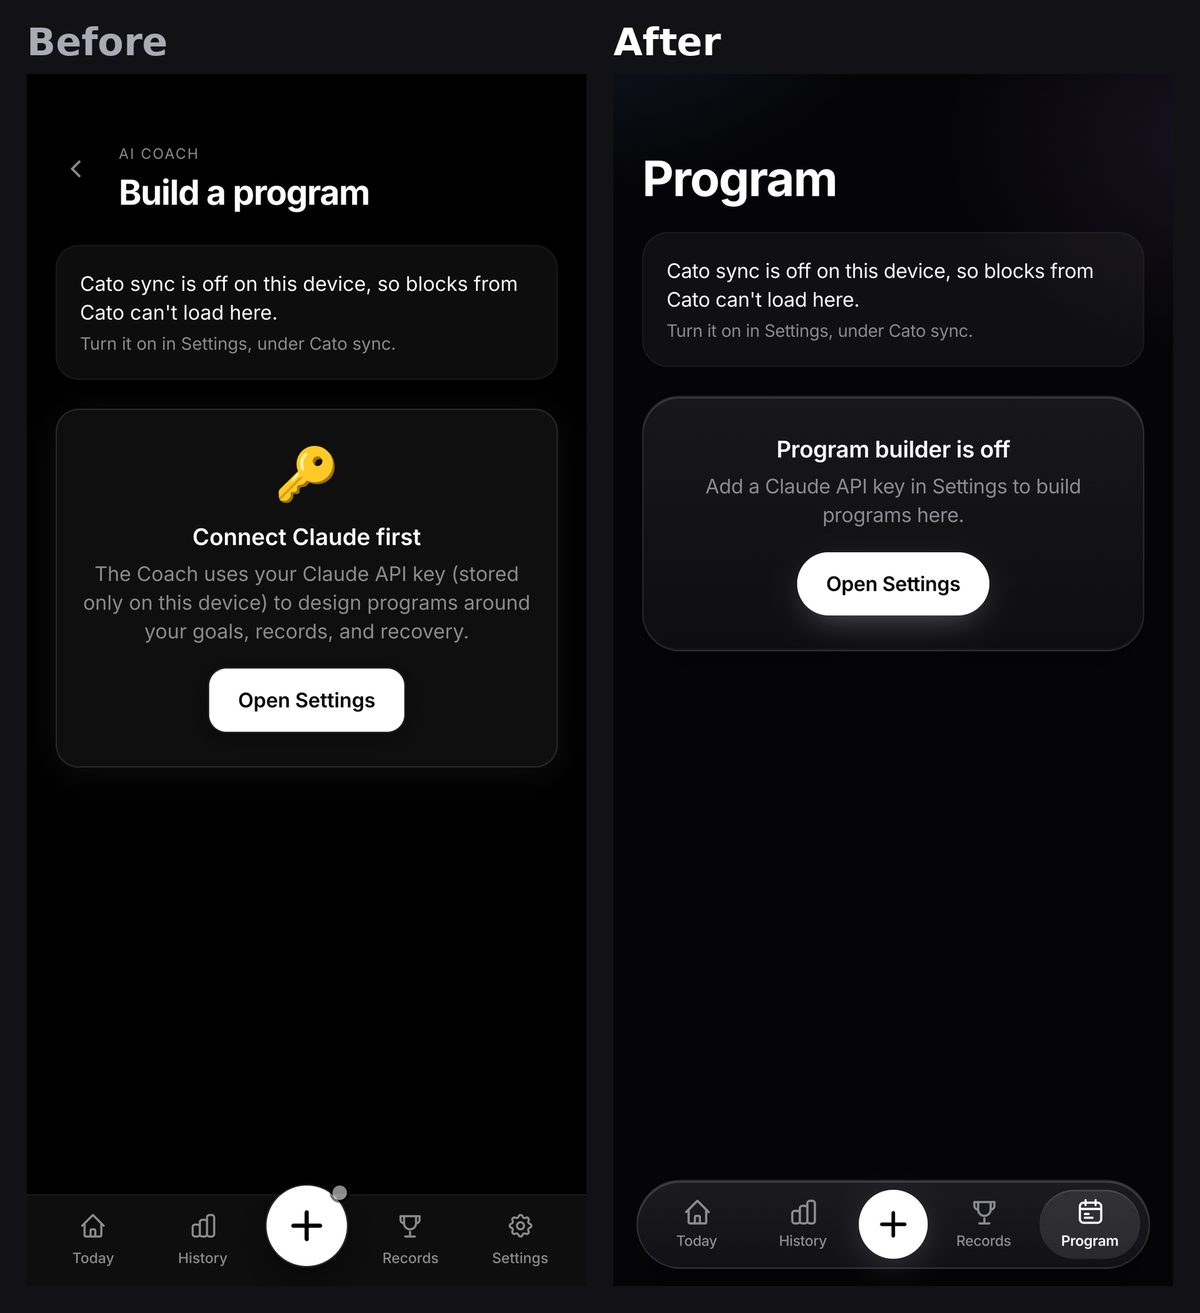 Before
AI COACH
Build a program
Cato sync is off on this device, so blocks from
Cato can't load here.
Turn it on in Settings, under Cato sync.
Connect Claude first
The Coach uses your Claude API key (stored
only on this device) to design programs around
your goals, records, and recovery.
Open Settings
Today
History
Records
Settings
After
Program
Cato sync is off on this device, so blocks from
Cato can't load here.
Turn it on in Settings, under Cato sync.
Program builder is off
Add a Claude API key in Settings to build
programs here.
Open Settings
Today
History
Records
Program